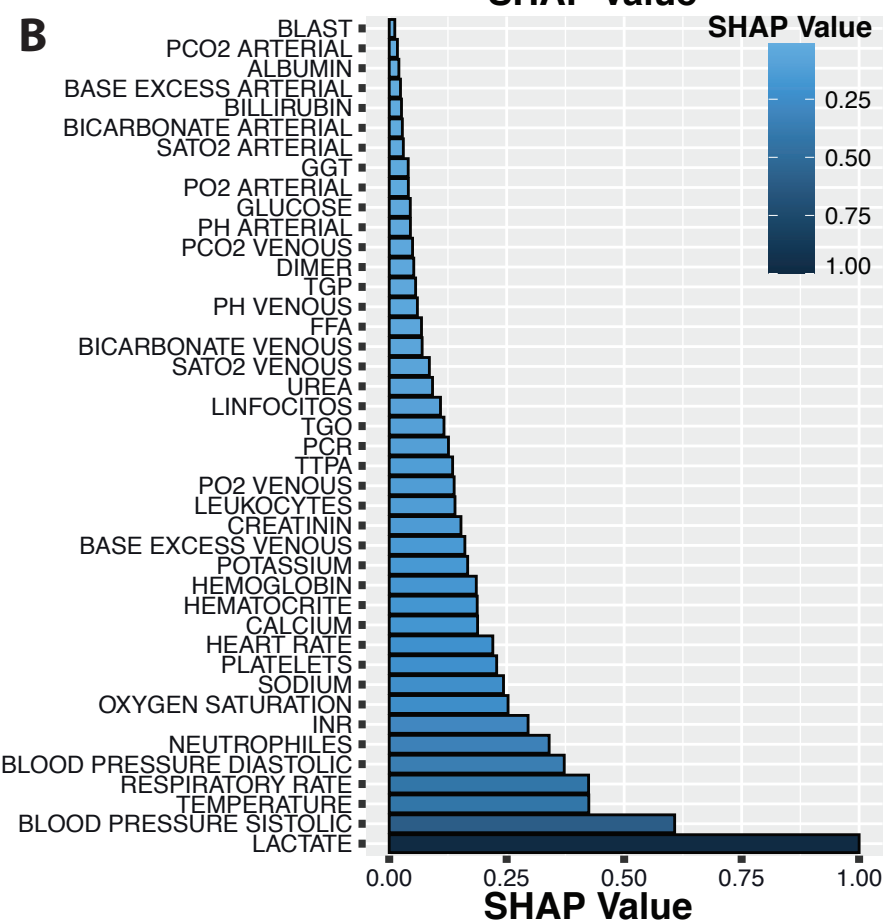 SHAP Value
B
SHAP Value
BLAST
PCO2 ARTERIAL
ALBUMIN
BASE EXCESS ARTERIAL
BILLIRUBIN
BICARBONATE ARTERIAL
SATO2 ARTERIAL
GGT
PO2 ARTERIAL
GLUCOSE
PH ARTERIAL
PCO2 VENOUS
DIMER
TGP
PH VENOUS
FFA
BICARBONATE VENOUS
SATO2 VENOUS
UREA
LINFOCITOS
TGO
PCR
TTPA
PO2 VENOUS
LEUKOCYTES
CREATININ
BASE EXCESS VENOUS
POTASSIUM
HEMOGLOBIN
HEMATOCRITE
CALCIUM
HEART RATE
PLATELETS
SODIUM
OXYGEN SATURATION
INR
NEUTROPHILES
BLOOD PRESSURE DIASTOLIC
RESPIRATORY RATE
TEMPERATURE
BLOOD PRESSURE SISTOLIC
LACTATE
0.25
0.50
0.75
1.00
0.00 0.25 0.50 0.75 1.00
SHAP Value